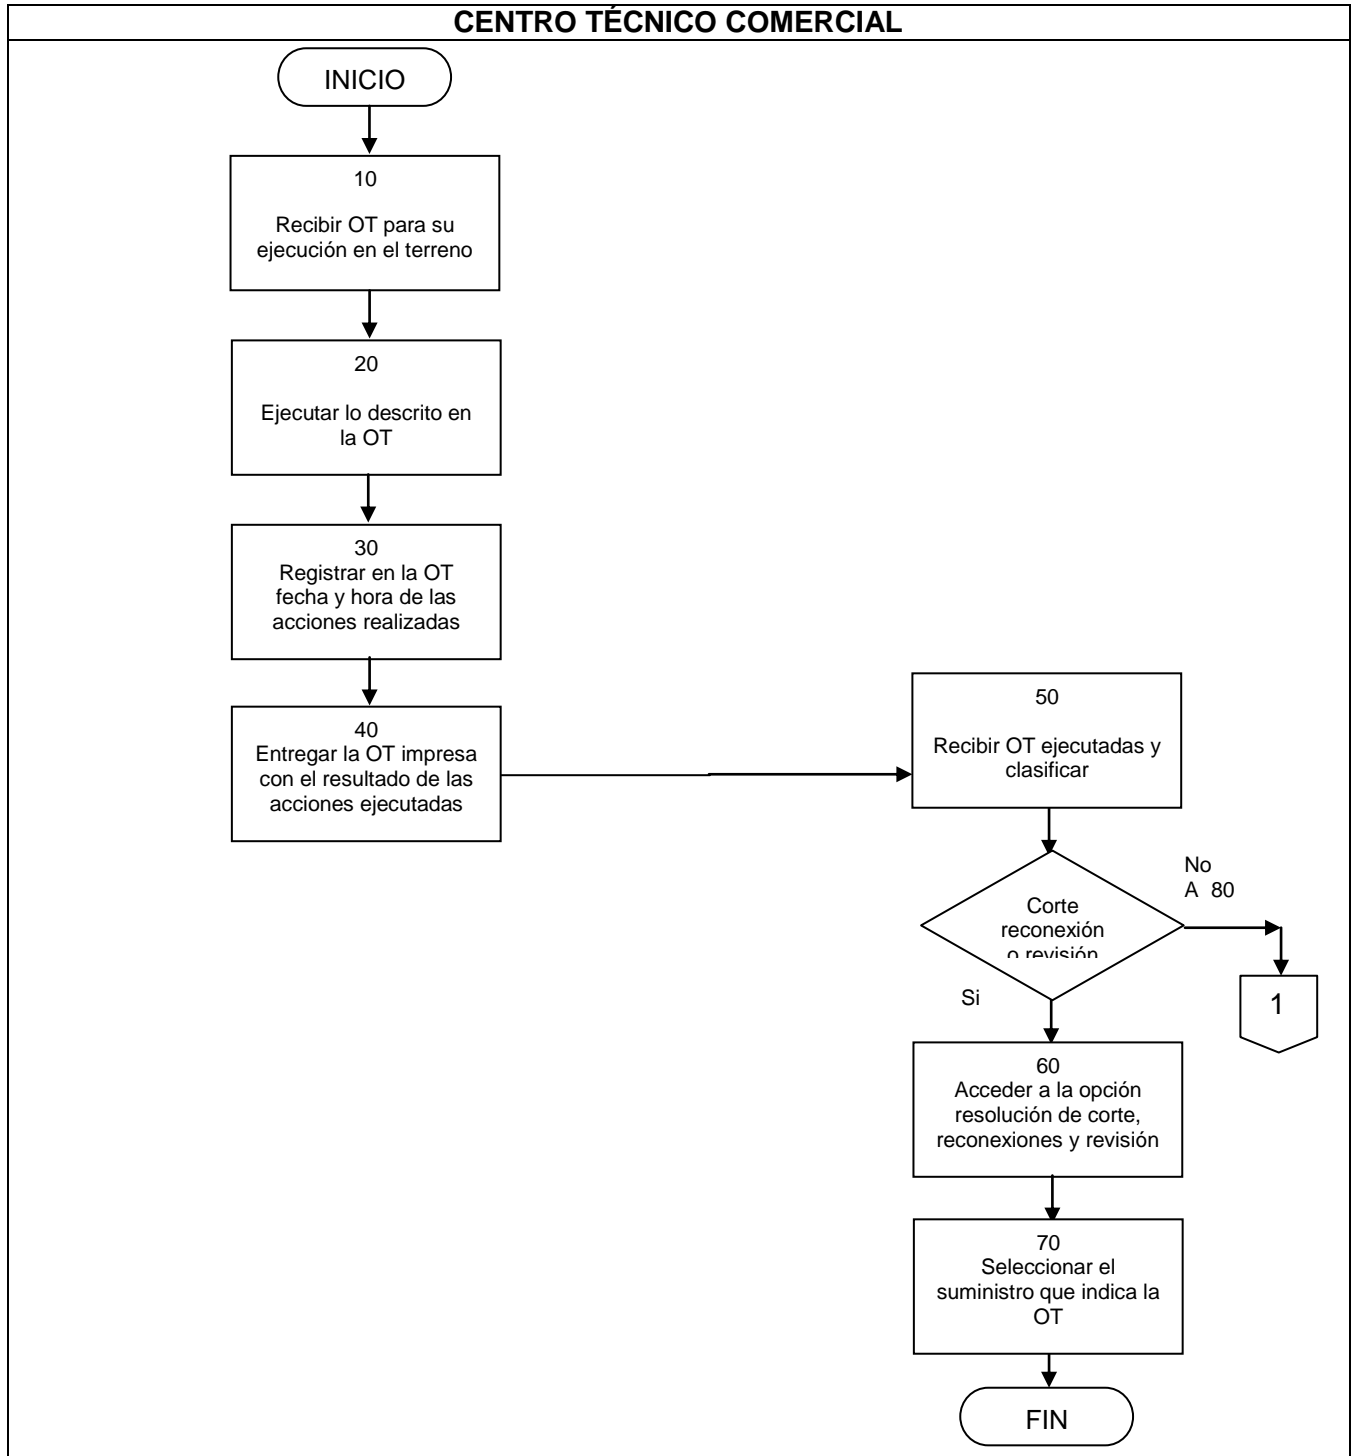 CENTRO TÉCNICO COMERCIAL
INICIO
10
Recibir OT para su
ejecución en el terreno
20
Ejecutar lo descrito en
la OT
30
Registrar en la OT
fecha y hora de las
acciones realizadas
40
Entregar la OT impresa
con el resultado de las
acciones ejecutadas
50
Recibir OT ejecutadas y
clasificar
Corte
reconexión
o revisión
No
A 80
1
Si
60
Acceder a la opción
resolución de corte,
reconexiones y revisión
70
Seleccionar el
suministro que indica la
OT
FIN